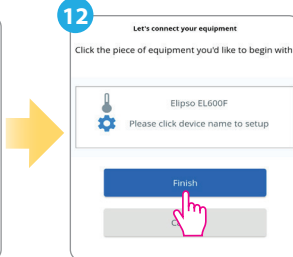 12
Let's connect your equipment
Click the piece of equipment you'd like to begin with
Elipso EL600F
Please click device name to setup
Finish